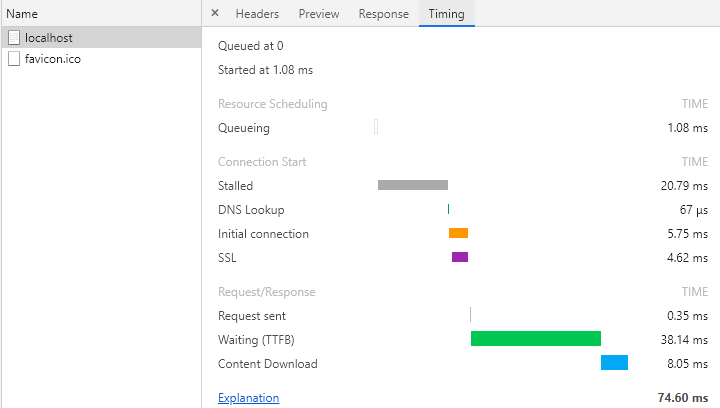 Name
× Headers Preview Response Timing
localhost
favicon.ico
Queued at 0
Started at 1.08 ms
Resource Scheduling TIME
Queueing 1.08 ms
Connection Start TIME
Stalled 20.79 ms
DNS Lookup 67 μs
Initial connection 5.75 ms
SSL 4.62 ms
Request/Response TIME
Request sent 0.35 ms
Waiting (TTFB) 38.14 ms
Content Download 8.05 ms
Explanation 74.60 ms